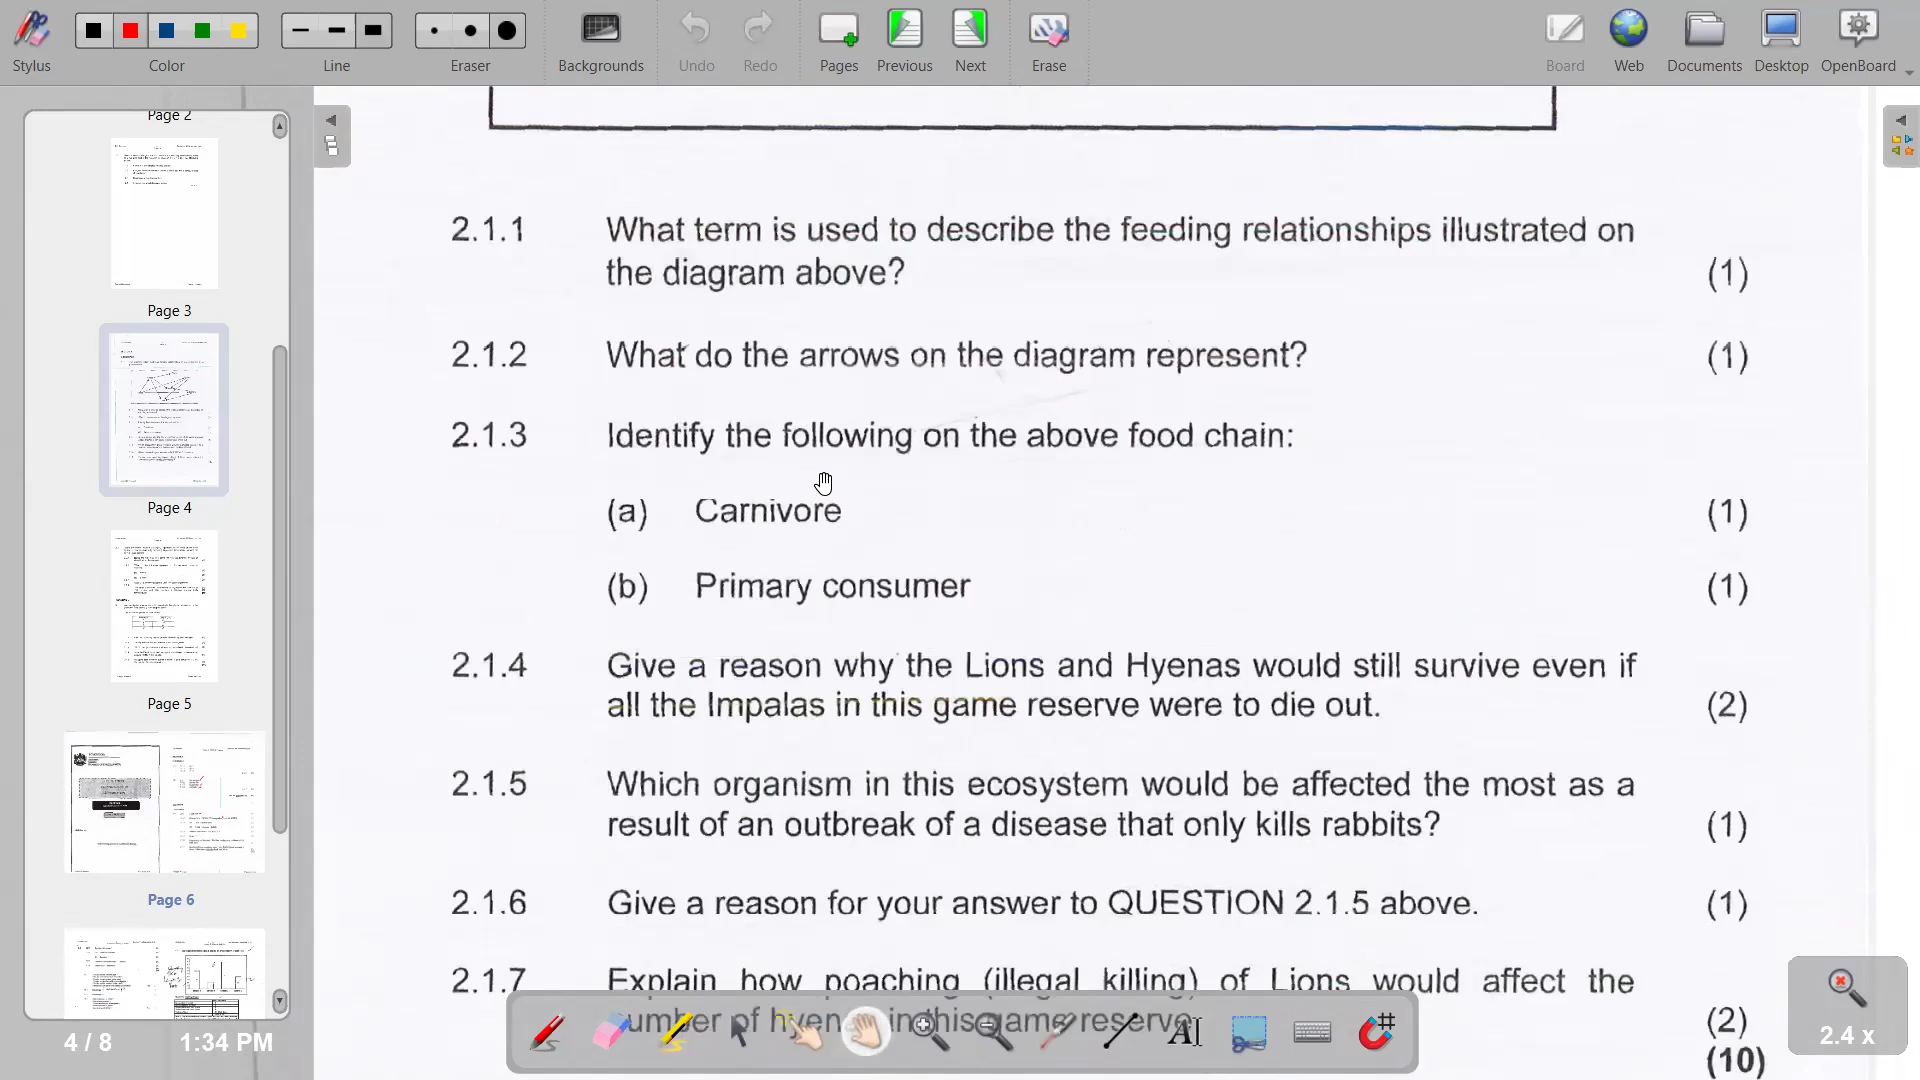 Stylus
Color
Line
Eraser
Backgrounds
Undo
Redo
Pages
Previous
Next
Erase
Board
Web
Documents
Desktop
OpenBoard
Page 2
Page 3
Page 4
Page 5
Page 6
4 / 8 1:34 PM
2.1.1 What term is used to describe the feeding relationships illustrated on
the diagram above? (1)
2.1.2 What do the arrows on the diagram represent? (1)
2.1.3 Identify the following on the above food chain:
(a) Carnivore (1)
(b) Primary consumer (1)
2.1.4 Give a reason why the Lions and Hyenas would still survive even if
all the Impalas in this game reserve were to die out. (2)
2.1.5 Which organism in this ecosystem would be affected the most as a
result of an outbreak of a disease that only kills rabbits? (1)
2.1.6 Give a reason for your answer to QUESTION 2.1.5 above. (1)
2.1.7 Explain how poaching (illegal killing) of Lions would affect the
number of Hyenas in this game reserve. (2)
(10)
2.4 x